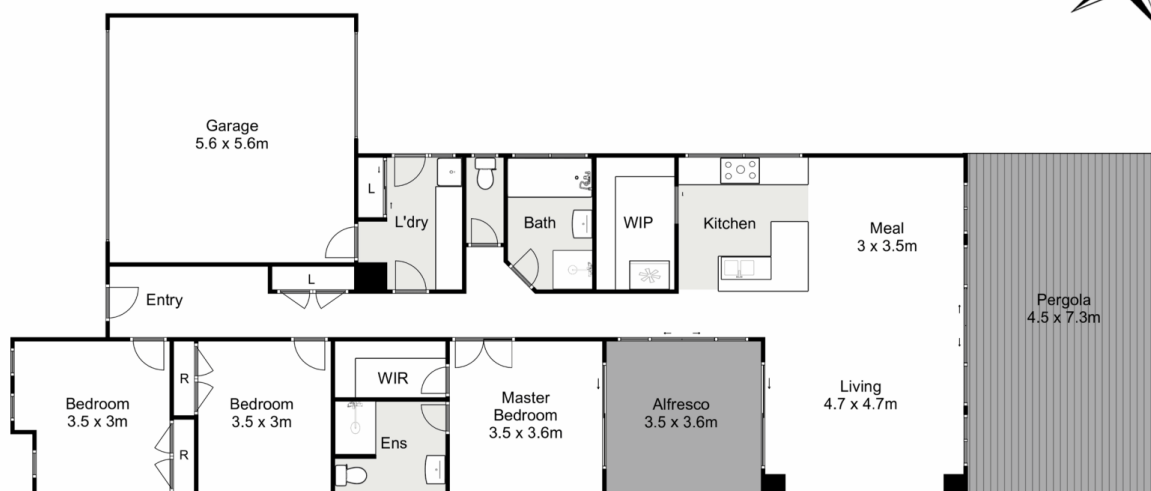 Garage
5.6 x 5.6m
L
L'dry
Bath
WIP
Kitchen
Meal
3 x 3.5m
L
Entry
Pergola
4.5 x 7.3m
R
WIR
Bedroom
3.5 x 3m
Bedroom
3.5 x 3m
Master
Bedroom
3.5 x 3.6m
Alfresco
3.5 x 3.6m
Living
4.7 x 4.7m
Ens
R